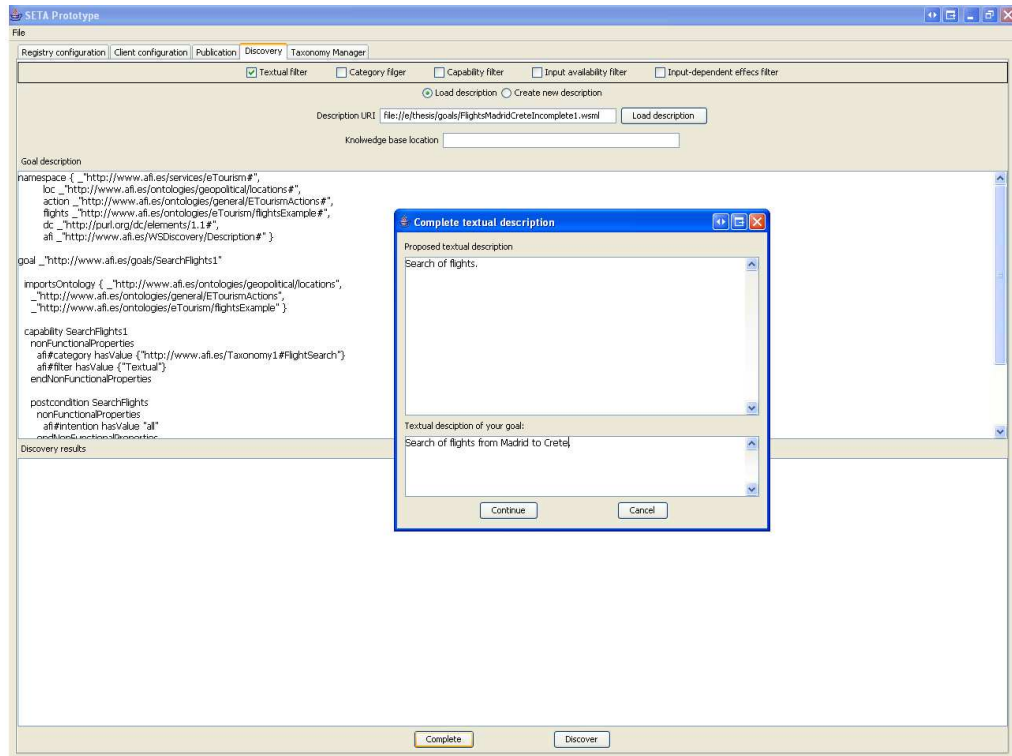 SETA Prototype
File
Registry configuration Client configuration Publication Discovery Taxonomy Manager
Textual filter Category filger Capability filter Input availability filter Input-dependent effecs filter
Load description Create new description
Description URI file://e/thesis/goals/FlightsMadridCreteIncomplete1.wsml Load description
Knolwedge base location
Goal description
namespace { _"http://www.afi.es/services/eTourism#",
loc _"http://www.afi.es/ontologies/geopolitical/locations#",
action _"http://www.afi.es/ontologies/general/ETourismActions#",
flights _"http://www.afi.es/ontologies/eTourism/flightsExample#",
dc _"http://purl.org/dc/elements/1.1#",
afi _"http://www.afi.es/WSDiscovery/Description#" }
goal _"http://www.afi.es/goals/SearchFlights1"
importsOntology { _"http://www.afi.es/ontologies/geopolitical/locations",
_"http://www.afi.es/ontologies/general/ETourismActions",
_"http://www.afi.es/ontologies/eTourism/flightsExample" }
capability SearchFlights1
nonFunctionalProperties
afi#category hasValue {"http://www.afi.es/Taxonomy1#FlightSearch"}
afi#filter hasValue {"Textual"}
endNonFunctionalProperties
postcondition SearchFlights
nonFunctionalProperties
afi#intention hasValue "all"
endNonFunctionalProperties
Complete textual description
Proposed textual description
Search of flights.
Textual desciption of your goal:
Search of flights from Madrid to Crete
Continue Cancel
Discovery results
Complete Discover